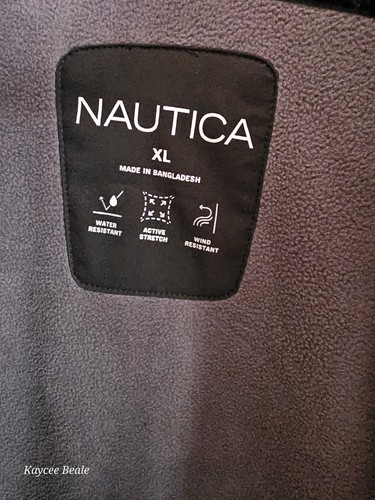 NAUTICA
XL
MADE IN BANGLADESH
WATER RESISTANT
ACTIVE STRETCH
WIND RESISTANT
Kaycee Beale